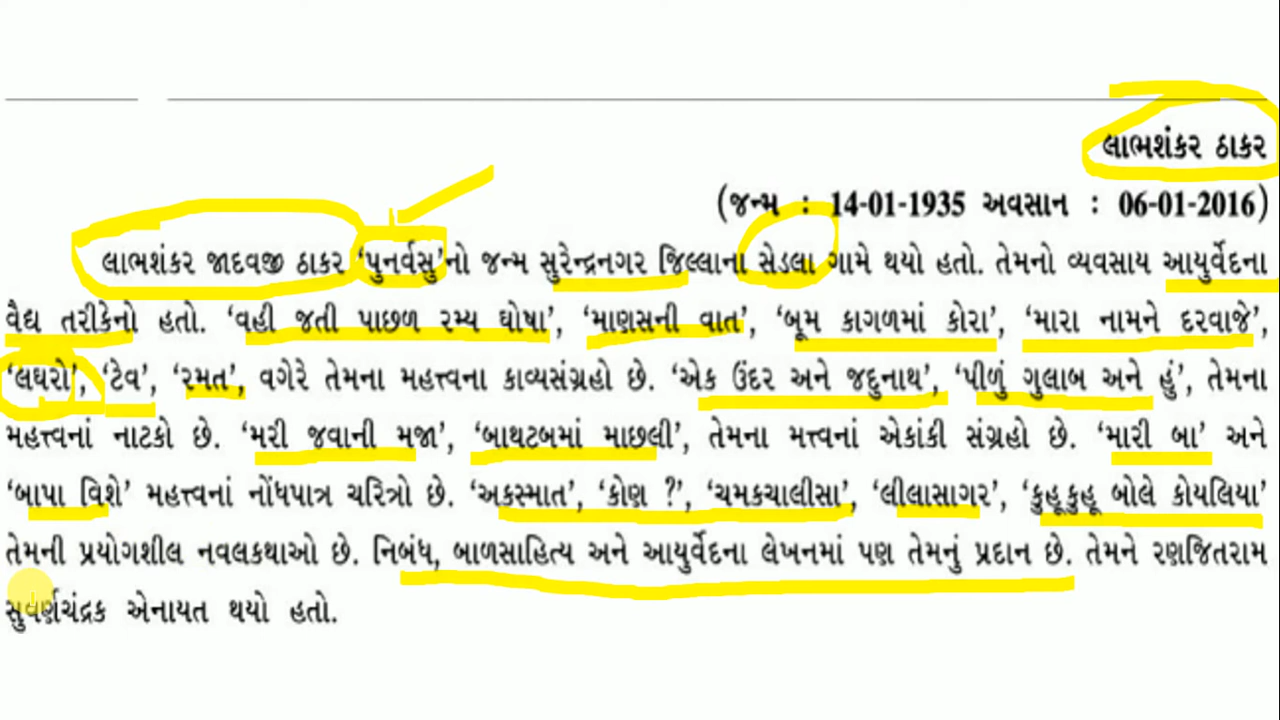 લાભશંકર ઠાકર
(જન્મ : 14-01-1935 અવસાન : 06-01-2016)
લાભશંકર જાદવજી ઠાકર ‘પુનર્વસુ’નો જન્મ સુરેન્દ્રનગર જિલ્લાના સેડલા ગામે થયો હતો. તેમનો વ્યવસાય આયુર્વેદના
વૈદ્ય તરીકેનો હતો. ‘વહી જતી પાછળ રમ્ય ઘોષા’, ‘માણસની વાત’, ‘બૂમ કાગળમાં કોરા’, ‘મારા નામને દરવાજે’,
‘લઘરો’, ‘ટેવ’, ‘રમત’, વગેરે તેમના મહત્ત્વના કાવ્યસંગ્રહો છે. ‘એક ઉંદર અને જદુનાથ’, ‘પીળું ગુલાબ અને હું’, તેમના
મહત્ત્વનાં નાટકો છે. ‘મરી જવાની મજા’, ‘બાથટબમાં માછલી’, તેમના મત્ત્વનાં એકાંકી સંગ્રહો છે. ‘મારી બા’ અને
‘બાપા વિશે’ મહત્ત્વનાં નોંધપાત્ર ચરિત્રો છે. ‘અકસ્માત’, ‘કોણ ?’, ‘ચમકચાલીસા’, ‘લીલાસાગર’, ‘કુહૂકુહૂ બોલે કોયલિયા’
તેમની પ્રયોગશીલ નવલકથાઓ છે. નિબંધ, બાળસાહિત્ય અને આયુર્વેદના લેખનમાં પણ તેમનું પ્રદાન છે. તેમને રણજિતરામ
સુવર્ણચંદ્રક એનાયત થયો હતો.